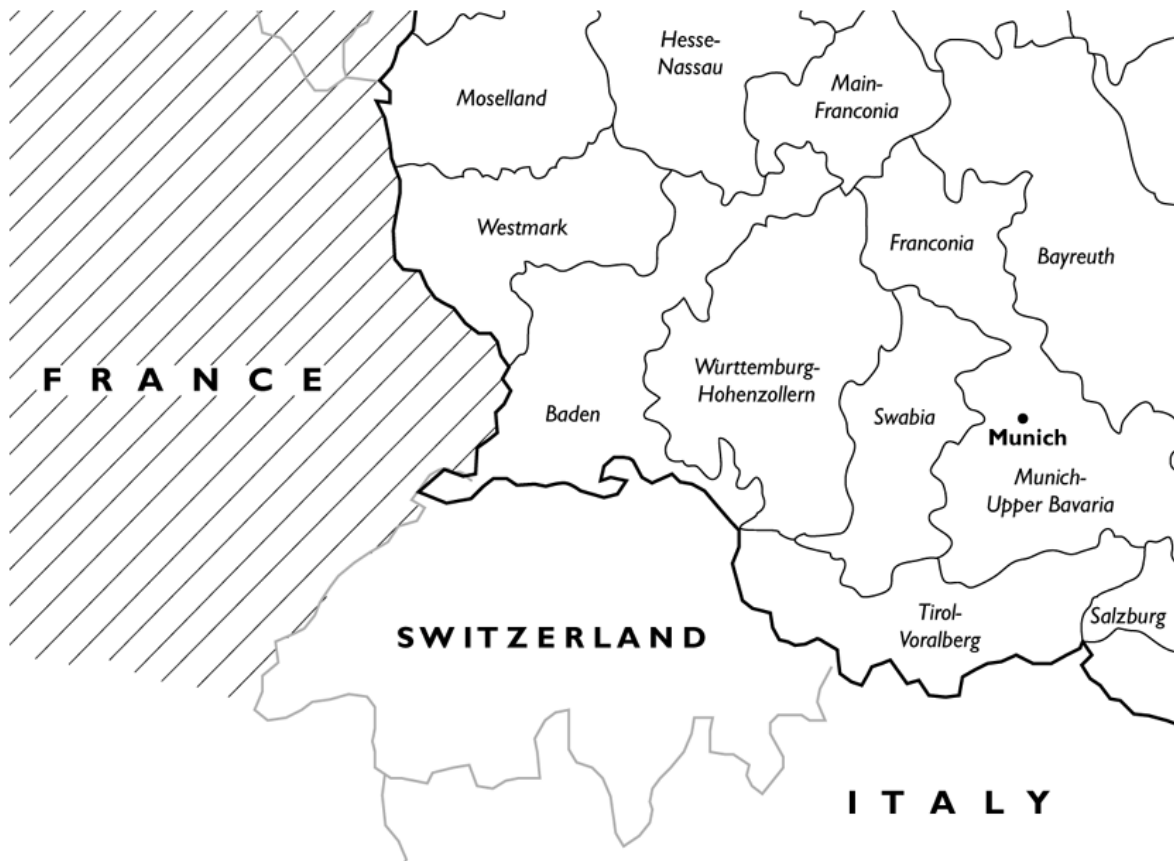 Hesse-
Nassau
Main-
Franconia
Moselland
Westmark
Franconia
Bayreuth
FRANCE
Württemburg-
Hohenzollern
Baden
Swabia
Munich
Munich-
Upper Bavaria
SWITZERLAND
Tirol-
Voralberg
Salzburg
ITALY